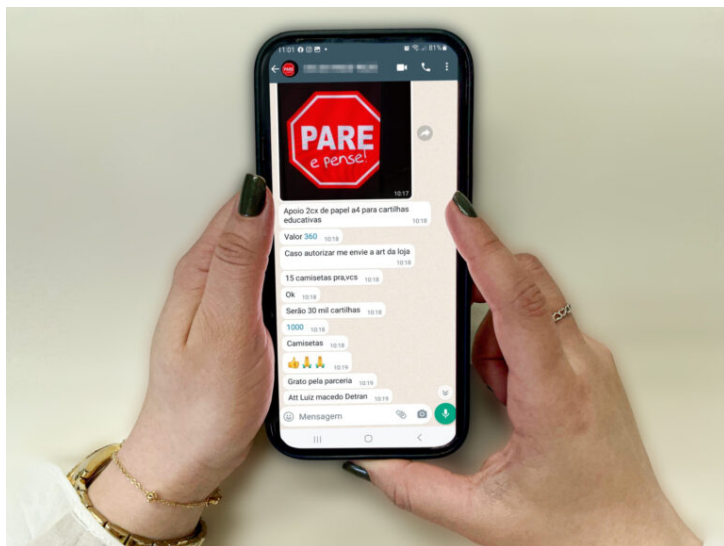 11:01
81%
PARE
e pense!
10:17
Apoio 2cx de papel a4 para cartilhas
educativas
10:18
Valor 360 10:18
Caso autorizar me envie a art da loja
10:18
15 camisetas pra,vcs 10:18
Ok 10:18
Serão 30 mil cartilhas 10:18
1000 10:18
Camisetas 10:18
10:19
Grato pela parceria 10:19
Att Luiz macedo Detran 10:19
Mensagem